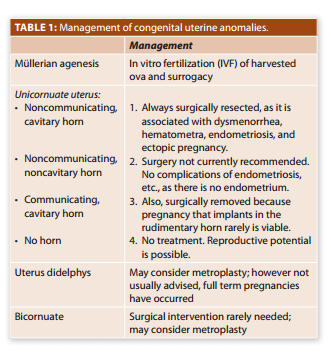 TABLE 1: Management of congenital uterine anomalies.
Management
Müllerian agenesis
In vitro fertilization (IVF) of harvested
ova and surrogacy
Unicornuate uterus:
• Noncommunicating,
cavitary horn
1. Always surgically resected, as it is
associated with dysmenorrhea,
hematometra, endometriosis, and
ectopic pregnancy.
• Noncommunicating,
noncavitary horn
2. Surgery not currently recommended.
No complications of endometriosis,
etc., as there is no endometrium.
• Communicating,
cavitary horn
3. Also, surgically removed because
pregnancy that implants in the
rudimentary horn rarely is viable.
• No horn
4. No treatment. Reproductive potential
is possible.
Uterus didelphys
May consider metroplasty; however not
usually advised, full term pregnancies
have occurred
Bicornuate
Surgical intervention rarely needed;
may consider metroplasty